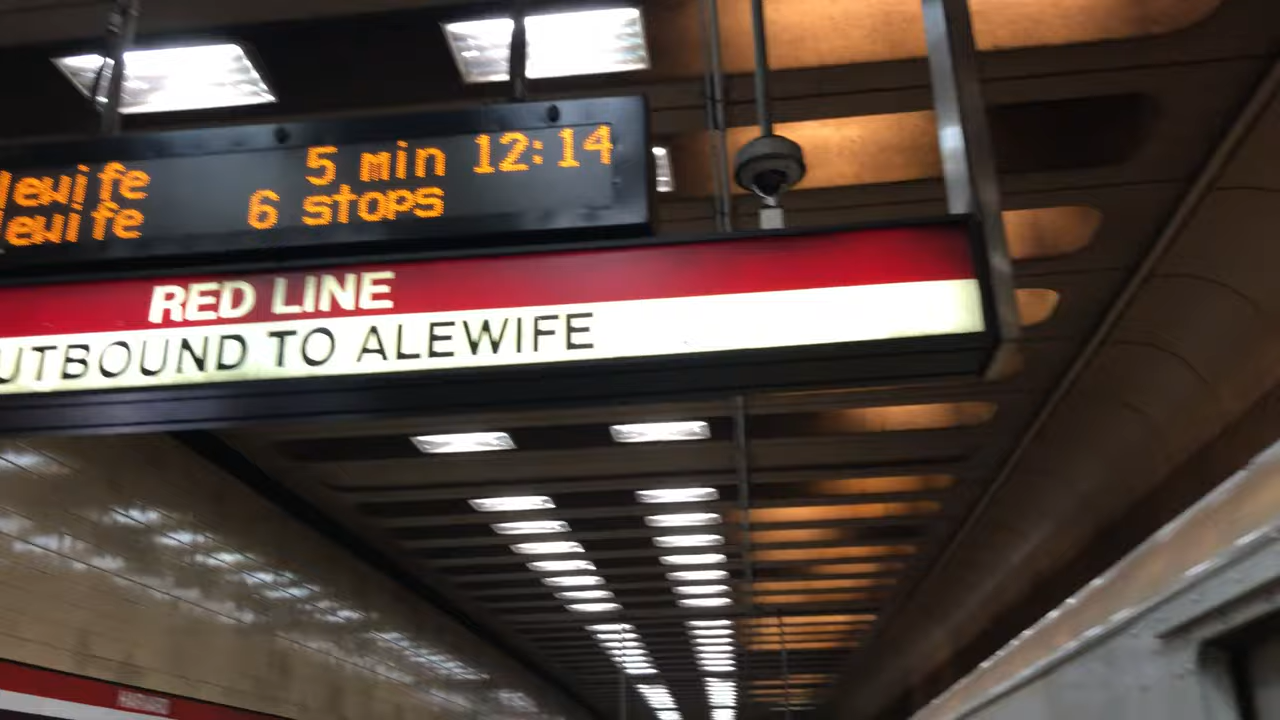 lewife 5 min 12:14
lewife 6 stops
RED LINE
UTBOUND TO ALEWIFE